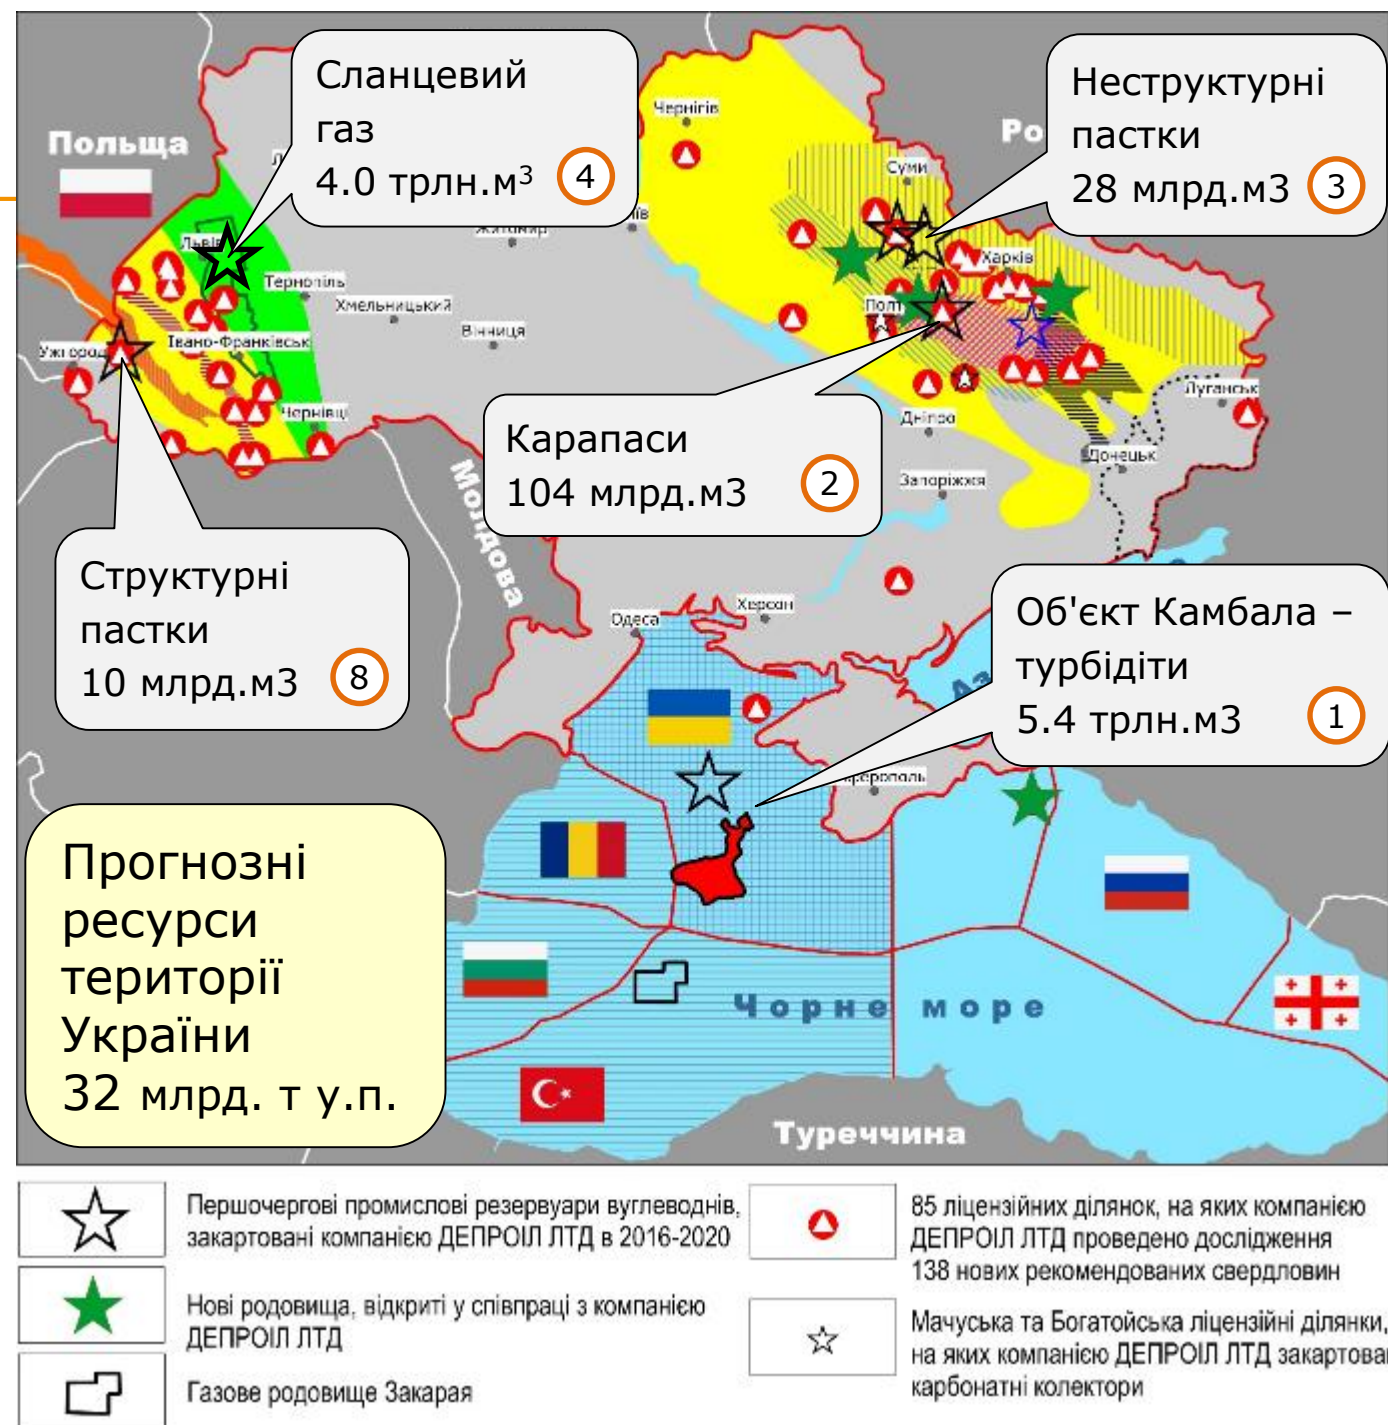 Сланцевий
газ
4.0 трлн.м³
4
Неструктурні
пастки
28 млрд.м3
3
Польща
Чернігів
Суми
Житомир
Львів
Тернопіль
Хмельницький
Вінниця
Ужгород
Івано-Франківськ
Чернівці
Харків
Полт
Луганськ
Дніпро
Донецьк
Запоріжжя
Карапаси
104 млрд.м3
2
Молдова
Структурні
пастки
10 млрд.м3
8
Одеса
Херсон
Об'єкт Камбала –
турбідіти
5.4 трлн.м3
1
ерополь
Прогнозні
ресурси
території
України
32 млрд. т у.п.
Чорне море
Туреччина
Першочергові промислові резервуари вуглеводнів,
закартовані компанією ДЕПРОІЛ ЛТД в 2016-2020
Нові родовища, відкриті у співпраці з компанією
ДЕПРОІЛ ЛТД
Газове родовище Закарая
85 ліцензійних ділянок, на яких компанією
ДЕПРОІЛ ЛТД проведено дослідження
138 нових рекомендованих свердловин
Мачуська та Богатойська ліцензійні ділянки,
на яких компанією ДЕПРОІЛ ЛТД закартован
карбонатні колектори